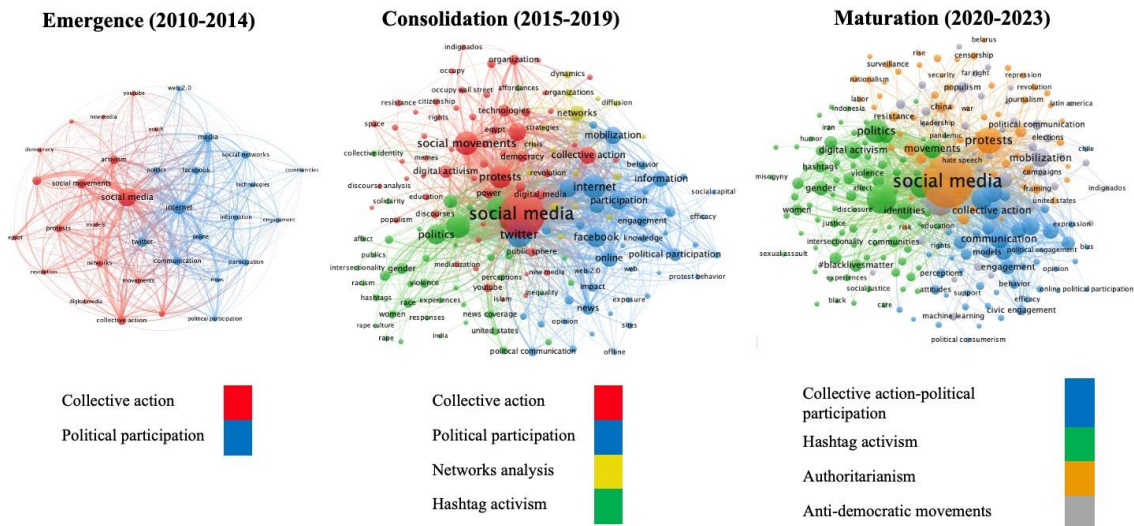 Emergence (2010-2014)
youtube
web 2.0
new media
media
democracy
activism
social networks
politics
facebook
communities
social movements
technologies
social media
internet
models
information
engagement
egypt
protests
twitter
online
networks
communication
participation
revolution
movements
news
digital media
collective action
political participation
Collective action
Political participation
Consolidation (2015-2019)
indignados
organization
occupy
dynamics
affordances
occupy wall street
organizations
resistance
citizenship
technologies
diffusion
rights
networks
space
egypt
strategies
mobilization
collective identity
social movements
crisis
memes
democracy
collective action
behavior
digital activism
protests
revolution
information
discourse analysis
education
power
digital media
internet
social capital
solidarity
participation
populism
discourses
social media
engagement
efficacy
politics
twitter
facebook
knowledge
affect
public sphere
online
political participation
publics
mediatization
intersectionality
gender
perceptions
new media
web 2.0
web
protest behavior
racism
violence
youtube
inequality
impact
hashtags
race
experiences
islam
exposure
women
responses
news coverage
news
rape culture
united states
opinion
sites
rape
india
political communication
offline
Collective action
Political participation
Networks analysis
Hashtag activism
Maturation (2020-2023)
belarus
rise
censorship
surveillance
security
far right
repression
nationalism
populism
revolution
labor
china
war
journalism
latin america
indonesia
resistance
leadership
political communication
iran
politics
pandemic
elections
humor
protests
chile
digital activism
movements
mobilization
hashtags
violence
hate speech
campaigns
misogyny
gender
affect
social media
framing
indignados
women
disclosure
identities
united states
collective action
justice
risk
education
expression
intersectionality
communities
rights
communication
sexual assault
models
political engagement
bias
#blacklivesmatter
perceptions
engagement
opinion
experiences
behavior
social justice
attitudes
support
efficacy
online political participation
black
care
machine learning
civic engagement
political consumerism
Collective action-political
participation
Hashtag activism
Authoritarianism
Anti-democratic movements